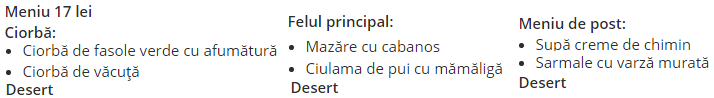 Meniu 17 lei
Ciorbă:
• Ciorbă de fasole verde cu afumătură
• Ciorbă de văcuţă
Desert
Felul principal:
• Mazăre cu cabanos
• Ciulama de pui cu mămăligă
Desert
Meniu de post:
• Supă creme de chimin
• Sarmale cu varză murată
Desert